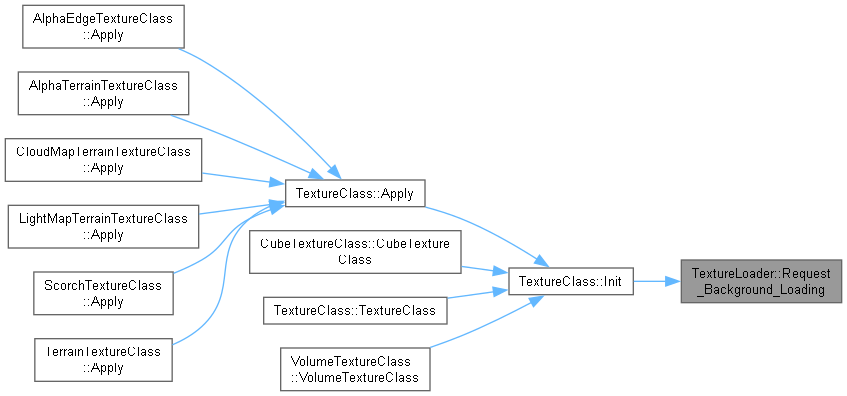 AlphaEdgeTextureClass
::Apply
AlphaTerrainTextureClass
::Apply
CloudMapTerrainTextureClass
::Apply
LightMapTerrainTextureClass
::Apply
ScorchTextureClass
::Apply
TerrainTextureClass
::Apply
TextureClass::Apply
CubeTextureClass::CubeTexture
Class
TextureClass::TextureClass
VolumeTextureClass
::VolumeTextureClass
TextureClass::Init
TextureLoader::Request
_Background_Loading